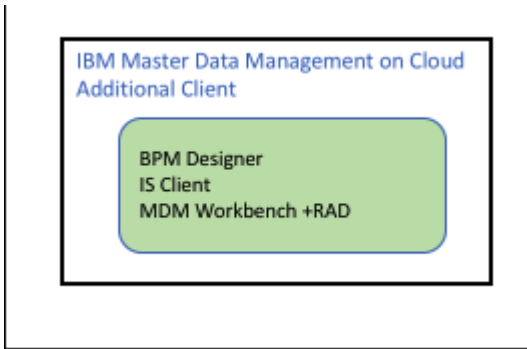 IBM Master Data Management on Cloud
Additional Client
BPM Designer
IS Client
MDM Workbench +RAD